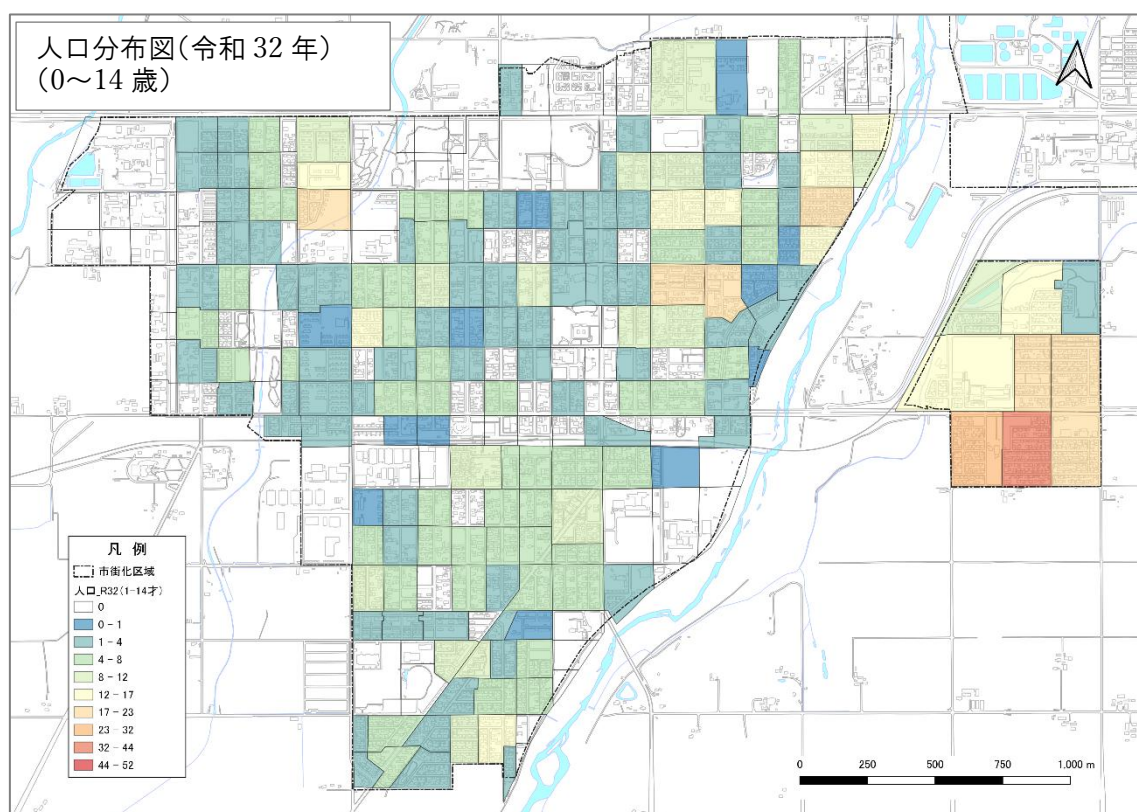 人口分布図(令和 32 年)
(0～14 歳)
凡 例
市街化区域
人口_R32(1-14才)
0
0 - 1
1 - 4
4 - 8
8 - 12
12 - 17
17 - 23
23 - 32
32 - 44
44 - 52
0 250 500 750 1,000 m